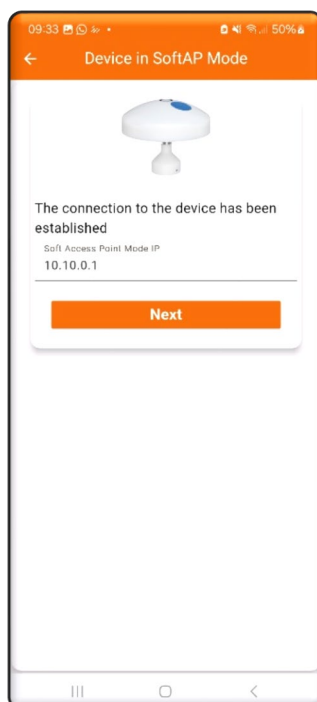 09:33
50%
Device in SoftAP Mode
The connection to the device has been
established
Soft Access Point Mode IP
10.10.0.1
Next